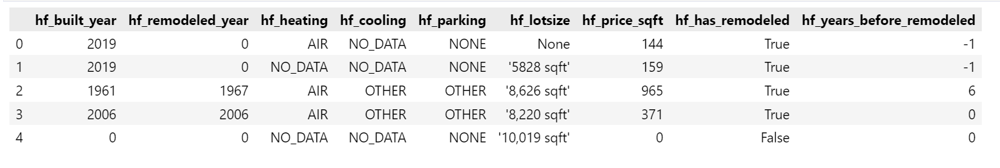 hf_built_year hf_remodeled_year hf_heating hf_cooling hf_parking hf_lotsize hf_price_sqft hf_has_remodeled hf_years_before_remodeled
0 2019 0 AIR NO_DATA NONE None 144 True -1
1 2019 0 NO_DATA NO_DATA NONE '5828 sqft' 159 True -1
2 1961 1967 AIR OTHER OTHER '8,626 sqft' 965 True 6
3 2006 2006 AIR OTHER OTHER '8,220 sqft' 371 True 0
4 0 0 NO_DATA NO_DATA NONE '10,019 sqft' 0 False 0